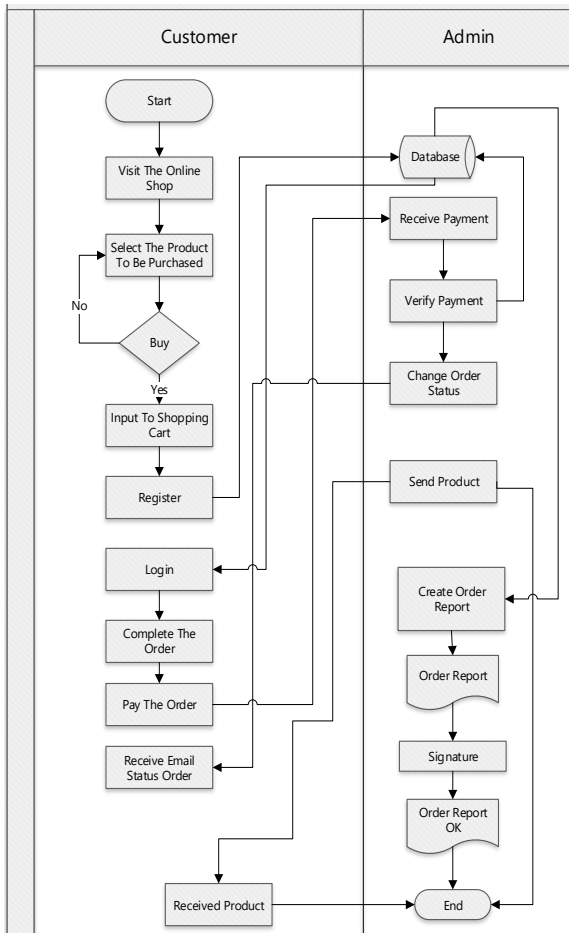 Customer
Admin
Start
Visit The Online
Shop
Select The Product
To Be Purchased
No
Buy
Yes
Input To Shopping
Cart
Register
Login
Complete The
Order
Pay The Order
Receive Email
Status Order
Received Product
Database
Receive Payment
Verify Payment
Change Order
Status
Send Product
Create Order
Report
Order Report
Signature
Order Report
OK
End